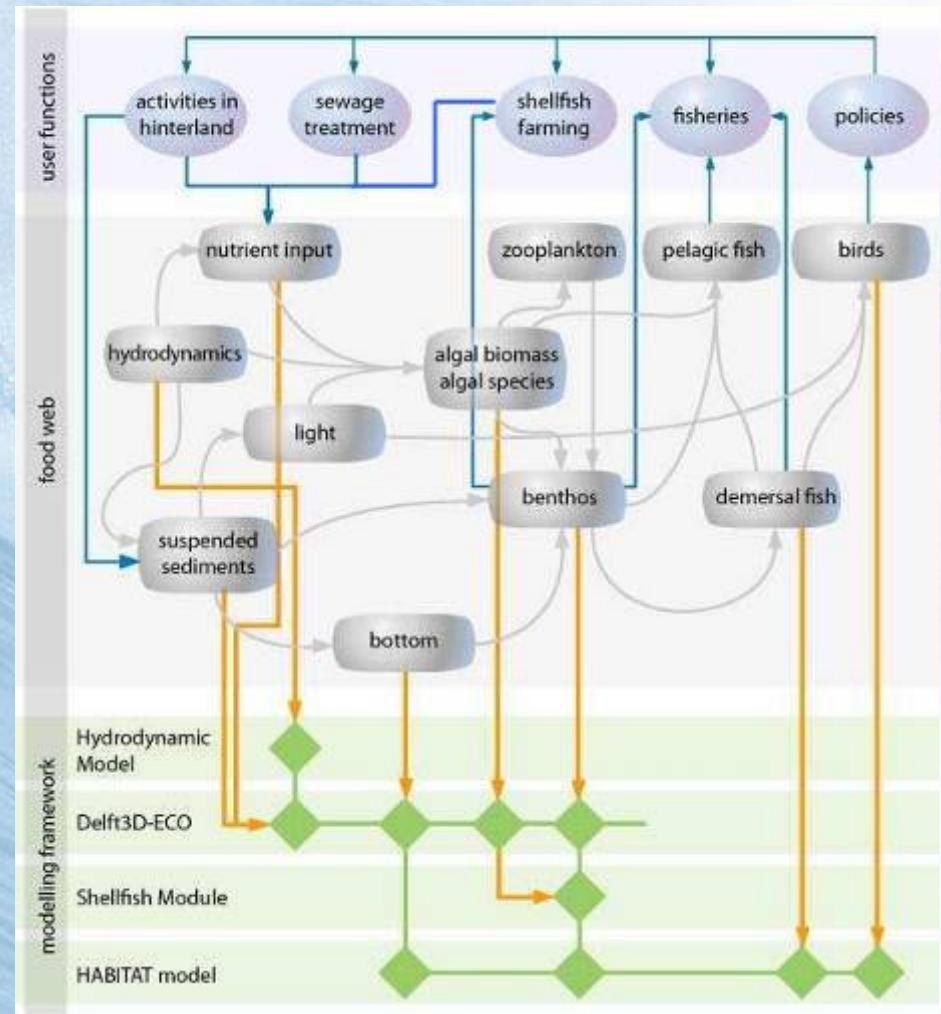 user functions
activities in
hinterland
sewage
treatment
shellfish
farming
fisheries
policies
food web
nutrient input
zooplankton
pelagic fish
birds
hydrodynamics
algal biomass
algal species
light
benthos
demersal fish
suspended
sediments
bottom
modelling framework
Hydrodynamic
Model
Delft3D-ECO
Shellfish Module
HABITAT model